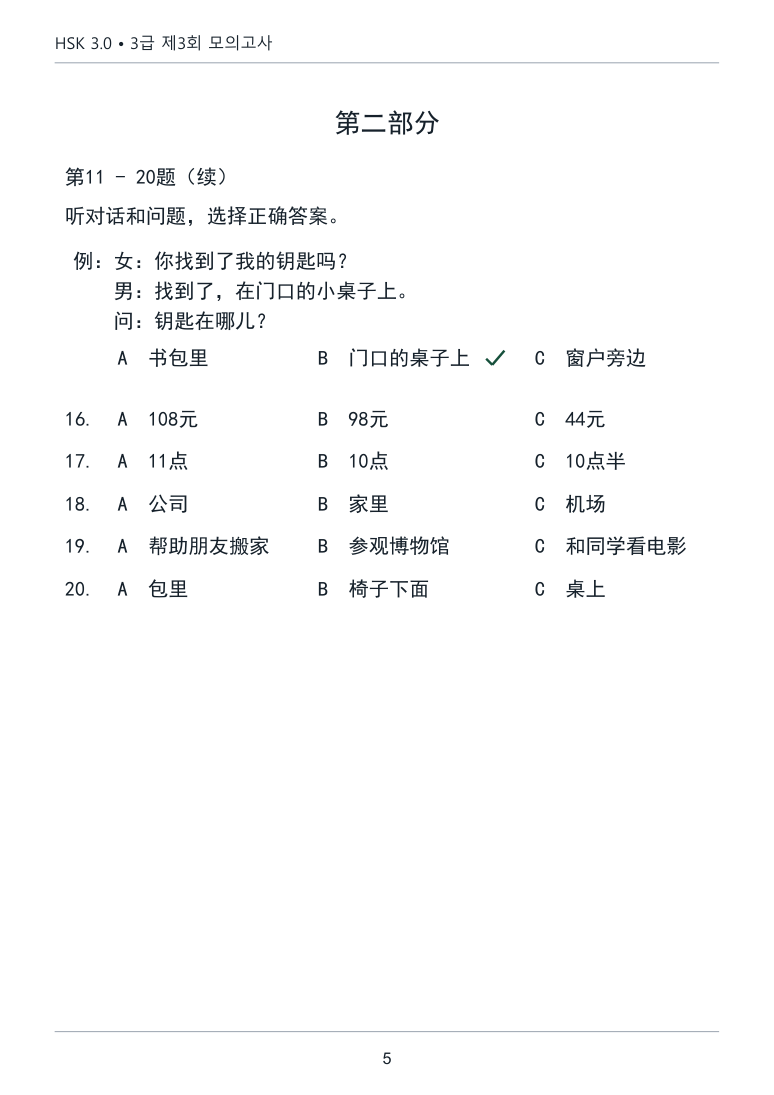 HSK 3.0 • 3급 제3회 모의고사
第二部分
第11 - 20题（续）
听对话和问题，选择正确答案。
例：女：你找到了我的钥匙吗？
男：找到了，在门口的小桌子上。
问：钥匙在哪儿？
A 书包里 B 门口的桌子上 ✓ C 窗户旁边
16. A 108元 B 98元 C 44元
17. A 11点 B 10点 C 10点半
18. A 公司 B 家里 C 机场
19. A 帮助朋友搬家 B 参观博物馆 C 和同学看电影
20. A 包里 B 椅子下面 C 桌上
5